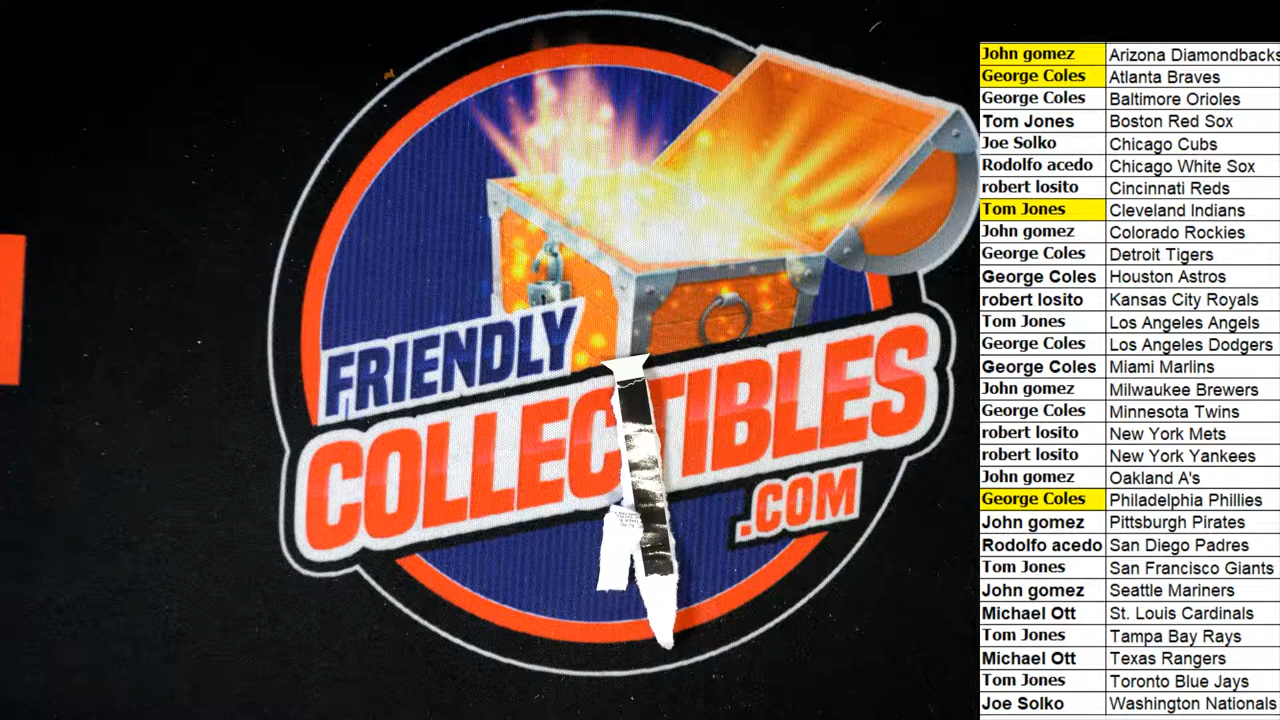 FRIENDLY
COLLECTIBLES
.COM
John gomez Arizona Diamondbacks
George Coles Atlanta Braves
George Coles Baltimore Orioles
Tom Jones Boston Red Sox
Joe Solko Chicago Cubs
Rodolfo acedo Chicago White Sox
robert losito Cincinnati Reds
Tom Jones Cleveland Indians
John gomez Colorado Rockies
George Coles Detroit Tigers
George Coles Houston Astros
robert losito Kansas City Royals
Tom Jones Los Angeles Angels
George Coles Los Angeles Dodgers
George Coles Miami Marlins
John gomez Milwaukee Brewers
George Coles Minnesota Twins
robert losito New York Mets
robert losito New York Yankees
John gomez Oakland A's
George Coles Philadelphia Phillies
John gomez Pittsburgh Pirates
Rodolfo acedo San Diego Padres
Tom Jones San Francisco Giants
John gomez Seattle Mariners
Michael Ott St. Louis Cardinals
Tom Jones Tampa Bay Rays
Michael Ott Texas Rangers
Tom Jones Toronto Blue Jays
Joe Solko Washington Nationals